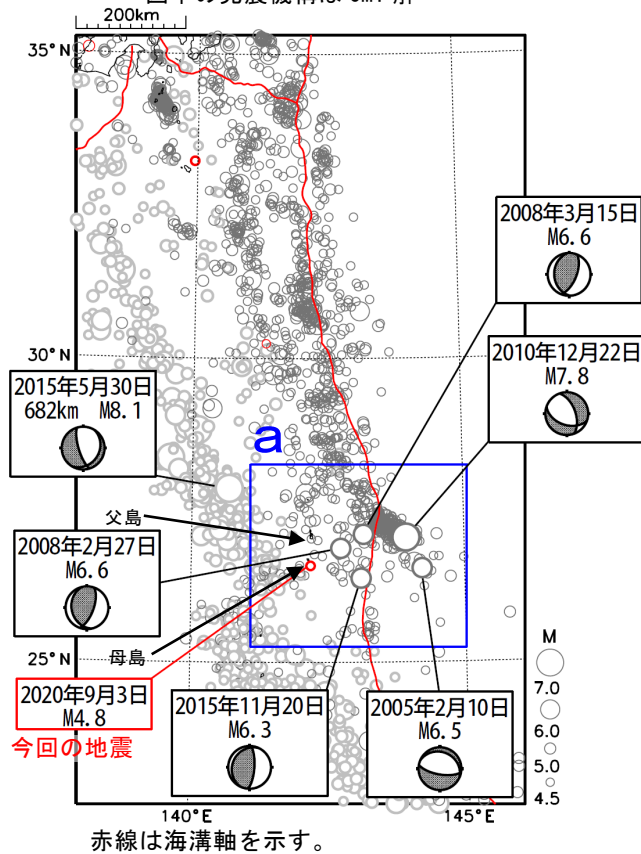 200km
35°N
2008年3月15日
M6.6
2010年12月22日
M7.8
30°N
2015年5月30日
682km M8.1
a
父島
2008年2月27日
M6.6
母島
25°N
2020年9月3日
M4.8
今回の地震
2015年11月20日
M6.3
2005年2月10日
M6.5
M
7.0
6.0
5.0
4.5
140°E
145°E
赤線は海溝軸を示す。